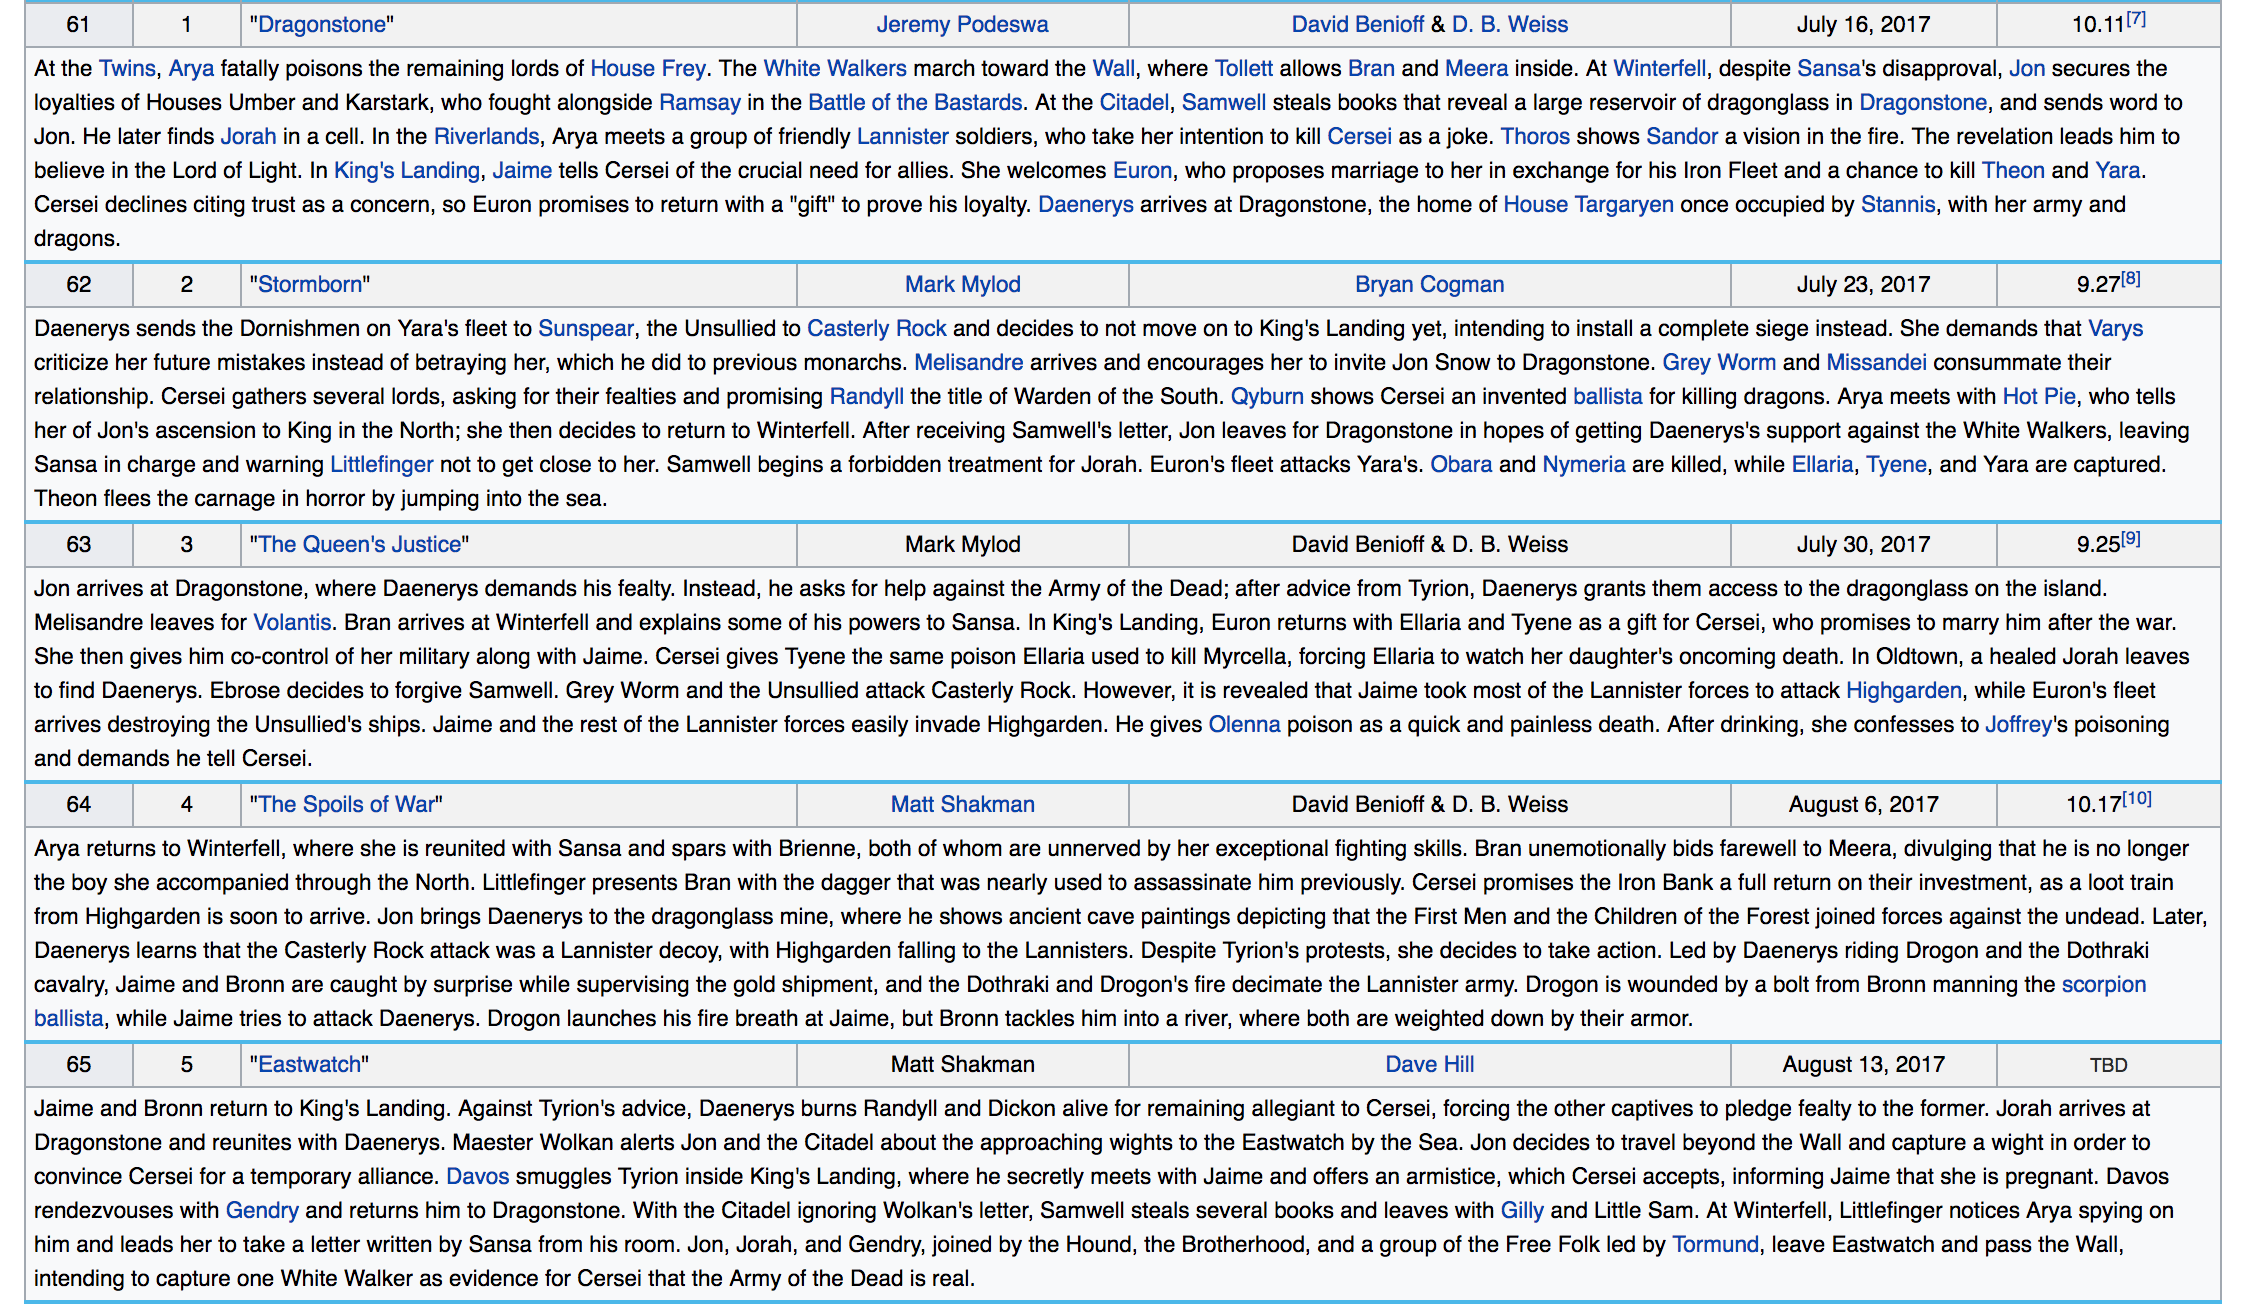 61 1 "Dragonstone" Jeremy Podeswa David Benioff & D. B. Weiss July 16, 2017 10.11[7]
At the Twins, Arya fatally poisons the remaining lords of House Frey. The White Walkers march toward the Wall, where Tollett allows Bran and Meera inside. At Winterfell, despite Sansa's disapproval, Jon secures the
loyalties of Houses Umber and Karstark, who fought alongside Ramsay in the Battle of the Bastards. At the Citadel, Samwell steals books that reveal a large reservoir of dragonglass in Dragonstone, and sends word to
Jon. He later finds Jorah in a cell. In the Riverlands, Arya meets a group of friendly Lannister soldiers, who take her intention to kill Cersei as a joke. Thoros shows Sandor a vision in the fire. The revelation leads him to
believe in the Lord of Light. In King's Landing, Jaime tells Cersei of the crucial need for allies. She welcomes Euron, who proposes marriage to her in exchange for his Iron Fleet and a chance to kill Theon and Yara.
Cersei declines citing trust as a concern, so Euron promises to return with a "gift" to prove his loyalty. Daenerys arrives at Dragonstone, the home of House Targaryen once occupied by Stannis, with her army and
dragons.
62 2 "Stormborn" Mark Mylod Bryan Cogman July 23, 2017 9.27[8]
Daenerys sends the Dornishmen on Yara's fleet to Sunspear, the Unsullied to Casterly Rock and decides to not move on to King's Landing yet, intending to install a complete siege instead. She demands that Varys
criticize her future mistakes instead of betraying her, which he did to previous monarchs. Melisandre arrives and encourages her to invite Jon Snow to Dragonstone. Grey Worm and Missandei consummate their
relationship. Cersei gathers several lords, asking for their fealties and promising Randyll the title of Warden of the South. Qyburn shows Cersei an invented ballista for killing dragons. Arya meets with Hot Pie, who tells
her of Jon's ascension to King in the North; she then decides to return to Winterfell. After receiving Samwell's letter, Jon leaves for Dragonstone in hopes of getting Daenerys's support against the White Walkers, leaving
Sansa in charge and warning Littlefinger not to get close to her. Samwell begins a forbidden treatment for Jorah. Euron's fleet attacks Yara's. Obara and Nymeria are killed, while Ellaria, Tyene, and Yara are captured.
Theon flees the carnage in horror by jumping into the sea.
63 3 "The Queen's Justice" Mark Mylod David Benioff & D. B. Weiss July 30, 2017 9.25[9]
Jon arrives at Dragonstone, where Daenerys demands his fealty. Instead, he asks for help against the Army of the Dead; after advice from Tyrion, Daenerys grants them access to the dragonglass on the island.
Melisandre leaves for Volantis. Bran arrives at Winterfell and explains some of his powers to Sansa. In King's Landing, Euron returns with Ellaria and Tyene as a gift for Cersei, who promises to marry him after the war.
She then gives him co-control of her military along with Jaime. Cersei gives Tyene the same poison Ellaria used to kill Myrcella, forcing Ellaria to watch her daughter's oncoming death. In Oldtown, a healed Jorah leaves
to find Daenerys. Ebrose decides to forgive Samwell. Grey Worm and the Unsullied attack Casterly Rock. However, it is revealed that Jaime took most of the Lannister forces to attack Highgarden, while Euron's fleet
arrives destroying the Unsullied's ships. Jaime and the rest of the Lannister forces easily invade Highgarden. He gives Olenna poison as a quick and painless death. After drinking, she confesses to Joffrey's poisoning
and demands he tell Cersei.
64 4 "The Spoils of War" Matt Shakman David Benioff & D. B. Weiss August 6, 2017 10.17[10]
Arya returns to Winterfell, where she is reunited with Sansa and spars with Brienne, both of whom are unnerved by her exceptional fighting skills. Bran unemotionally bids farewell to Meera, divulging that he is no longer
the boy she accompanied through the North. Littlefinger presents Bran with the dagger that was nearly used to assassinate him previously. Cersei promises the Iron Bank a full return on their investment, as a loot train
from Highgarden is soon to arrive. Jon brings Daenerys to the dragonglass mine, where he shows ancient cave paintings depicting that the First Men and the Children of the Forest joined forces against the undead. Later,
Daenerys learns that the Casterly Rock attack was a Lannister decoy, with Highgarden falling to the Lannisters. Despite Tyrion's protests, she decides to take action. Led by Daenerys riding Drogon and the Dothraki
cavalry, Jaime and Bronn are caught by surprise while supervising the gold shipment, and the Dothraki and Drogon's fire decimate the Lannister army. Drogon is wounded by a bolt from Bronn manning the scorpion
ballista, while Jaime tries to attack Daenerys. Drogon launches his fire breath at Jaime, but Bronn tackles him into a river, where both are weighted down by their armor.
65 5 "Eastwatch" Matt Shakman Dave Hill August 13, 2017 TBD
Jaime and Bronn return to King's Landing. Against Tyrion's advice, Daenerys burns Randyll and Dickon alive for remaining allegiant to Cersei, forcing the other captives to pledge fealty to the former. Jorah arrives at
Dragonstone and reunites with Daenerys. Maester Wolkan alerts Jon and the Citadel about the approaching wights to the Eastwatch by the Sea. Jon decides to travel beyond the Wall and capture a wight in order to
convince Cersei for a temporary alliance. Davos smuggles Tyrion inside King's Landing, where he secretly meets with Jaime and offers an armistice, which Cersei accepts, informing Jaime that she is pregnant. Davos
rendezvouses with Gendry and returns him to Dragonstone. With the Citadel ignoring Wolkan's letter, Samwell steals several books and leaves with Gilly and Little Sam. At Winterfell, Littlefinger notices Arya spying on
him and leads her to take a letter written by Sansa from his room. Jon, Jorah, and Gendry, joined by the Hound, the Brotherhood, and a group of the Free Folk led by Tormund, leave Eastwatch and pass the Wall,
intending to capture one White Walker as evidence for Cersei that the Army of the Dead is real.